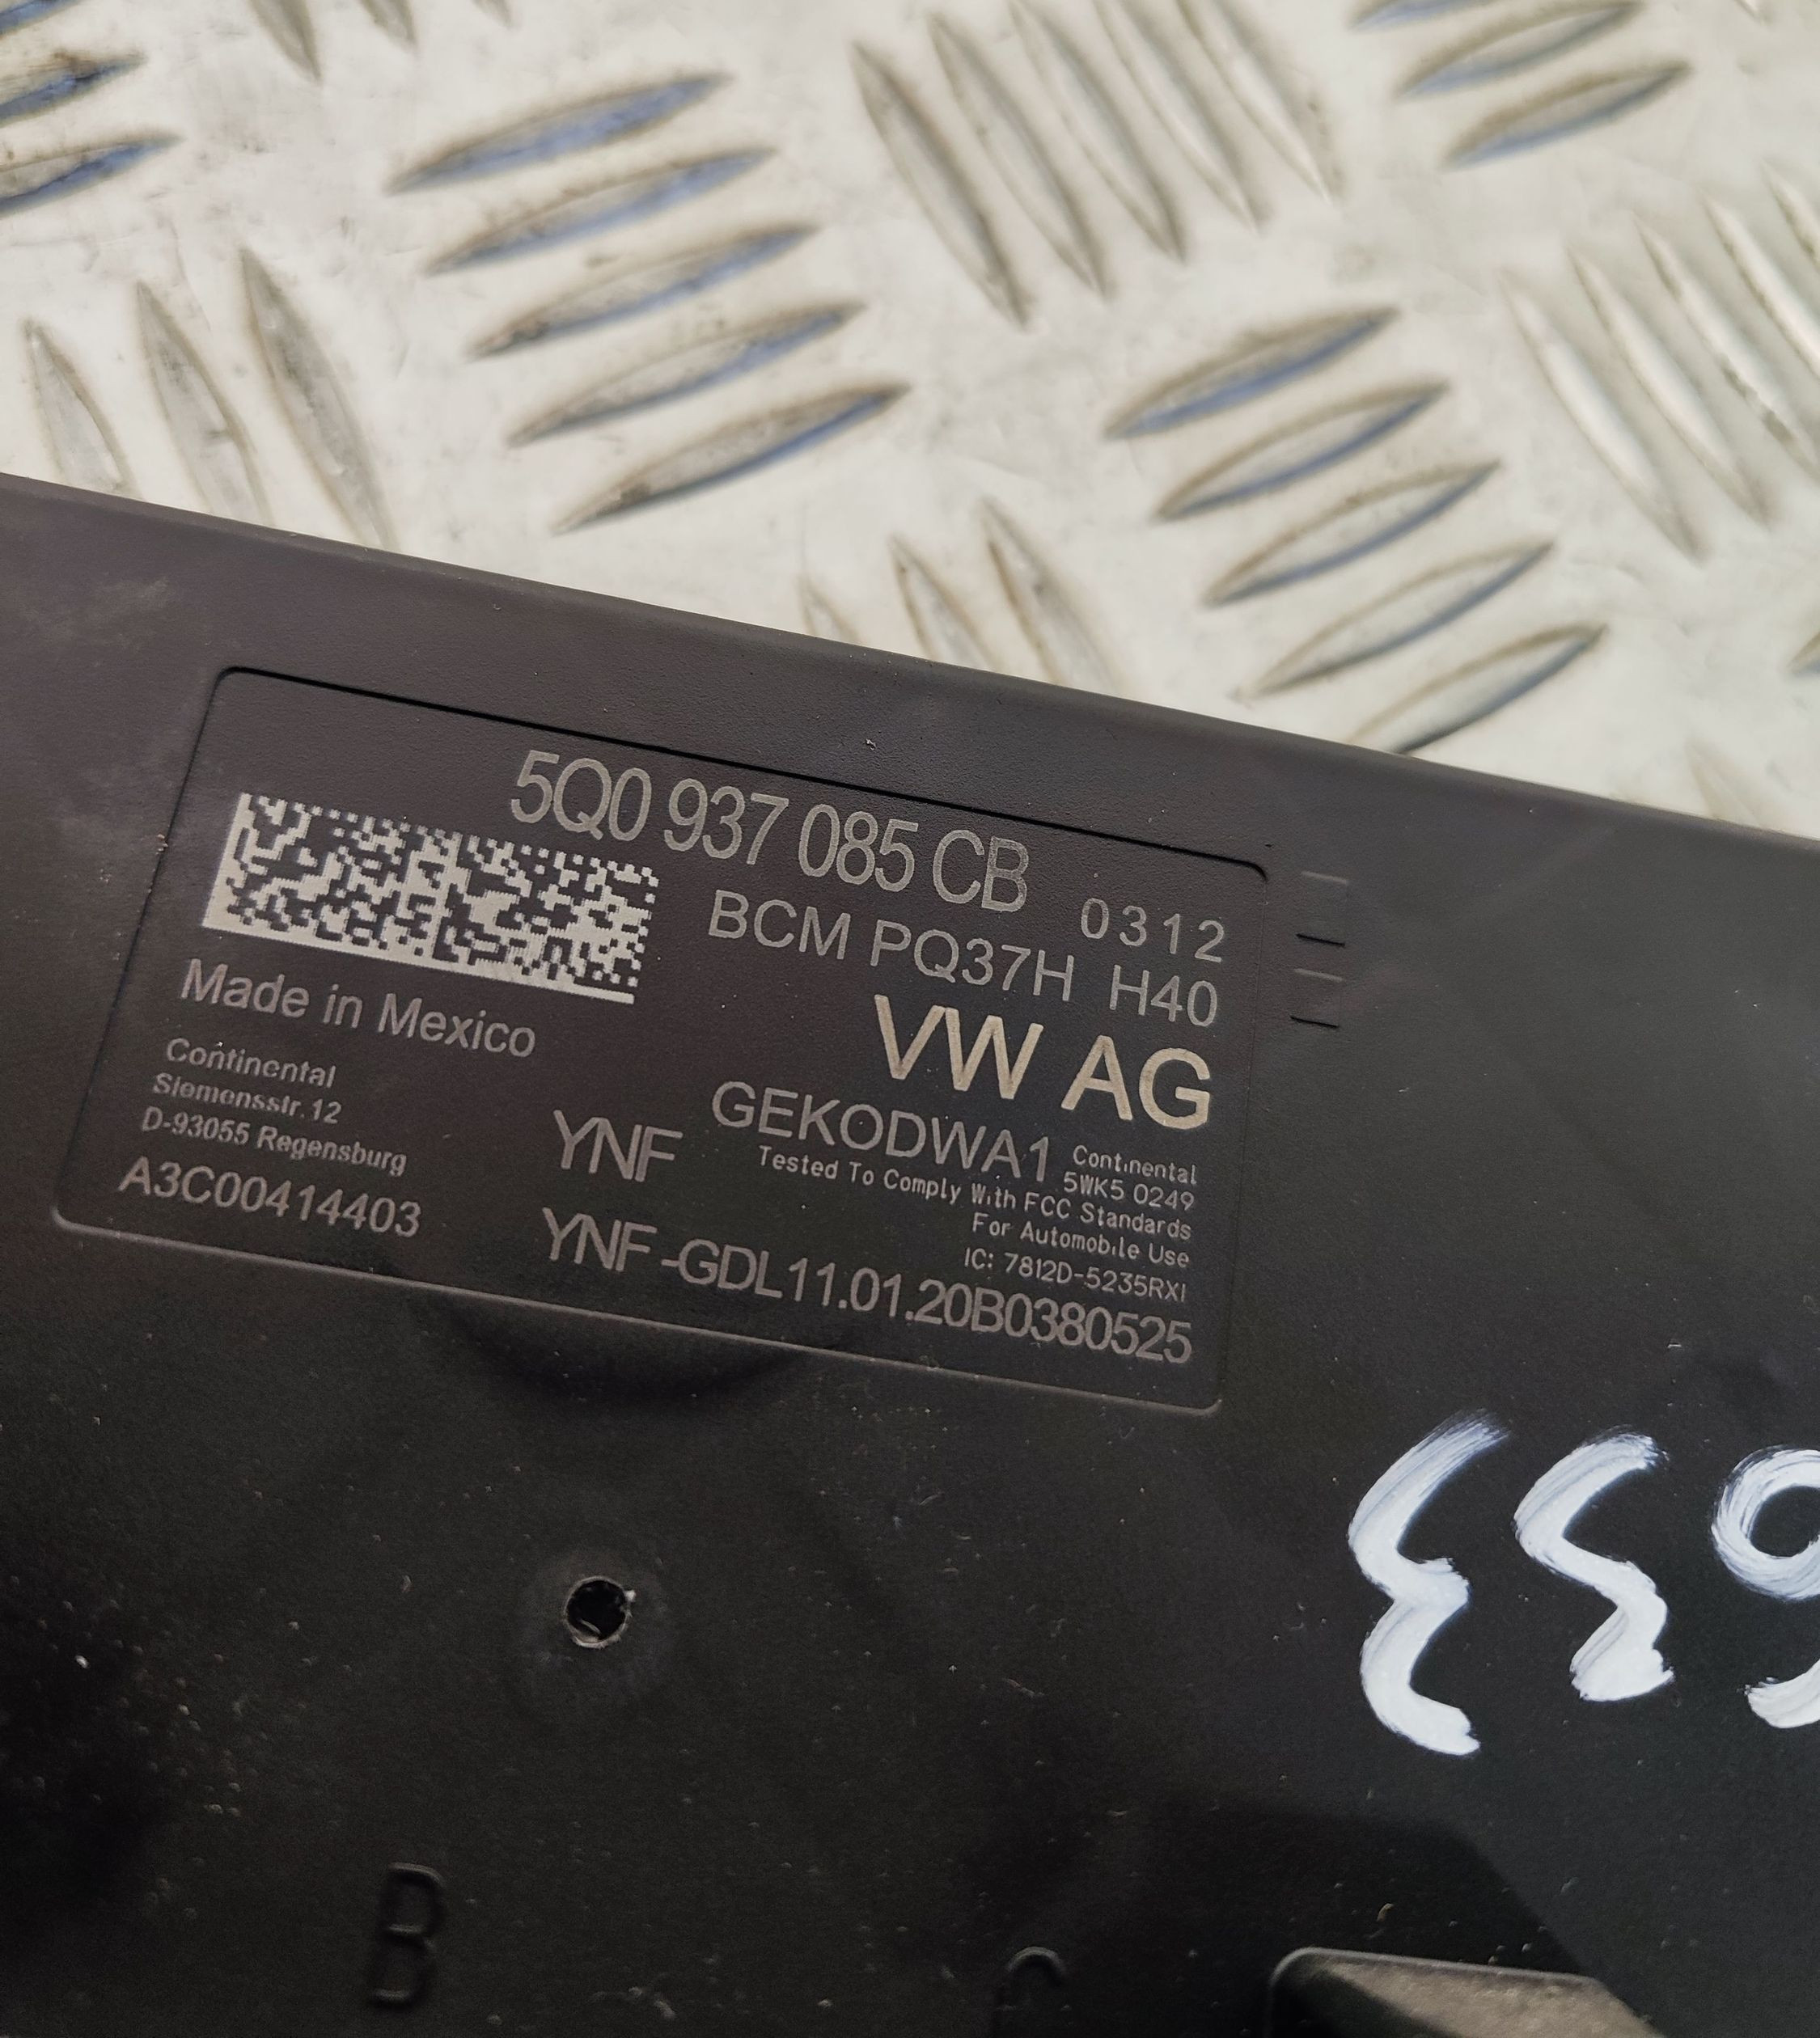 5Q0 937 085 CB
0312
BCM PQ37H H40
VW AG
Made in Mexico
Continental
Siemensstr.12
D-93055 Regensburg
A3C00414403
YNF
GEKODWA1
Continental
5WK5 0249
Tested To Comply With FCC Standards
For Automobile Use
IC: 7812D-5235RXI
YNF-GDL11.01.20B0380525
B
C